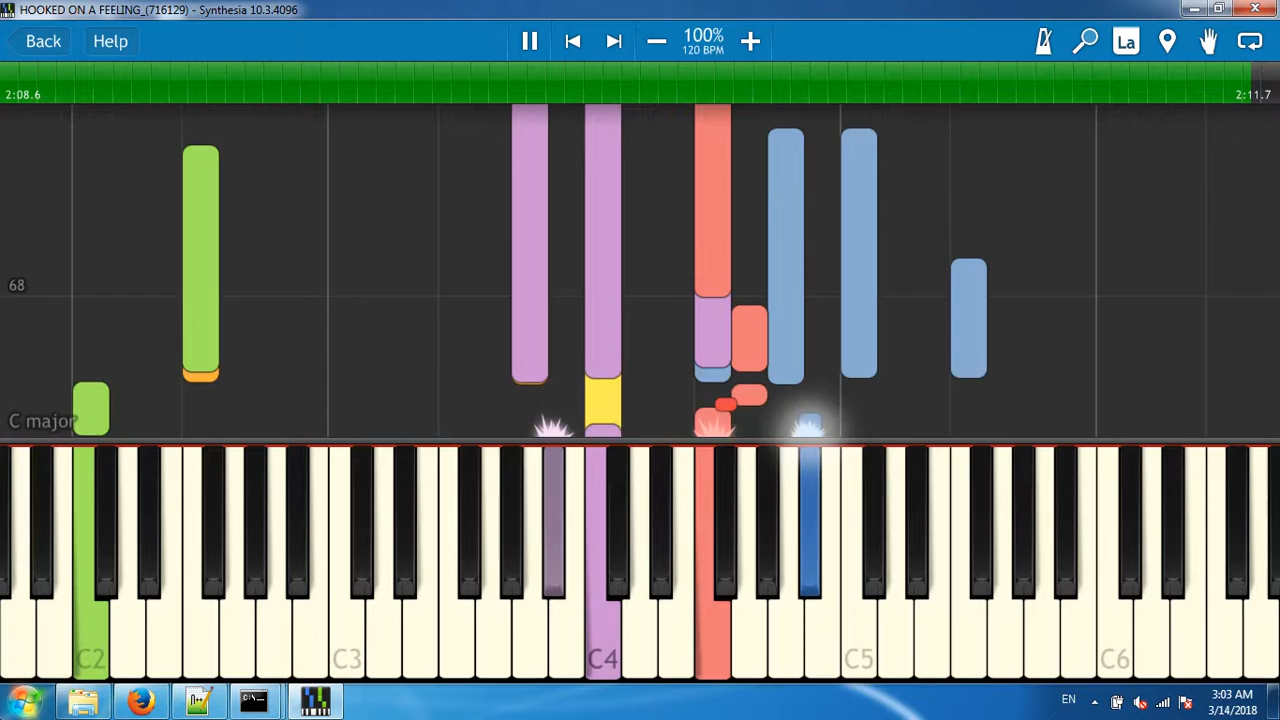 HOOKED ON A FEELING_(716129) - Synthesia 10.3.4096
Back
Help
100%
120 BPM
La
2:08.6
2:11.7
68
C major
C2
C3
C4
C5
C6
EN
3:03 AM
3/14/2018